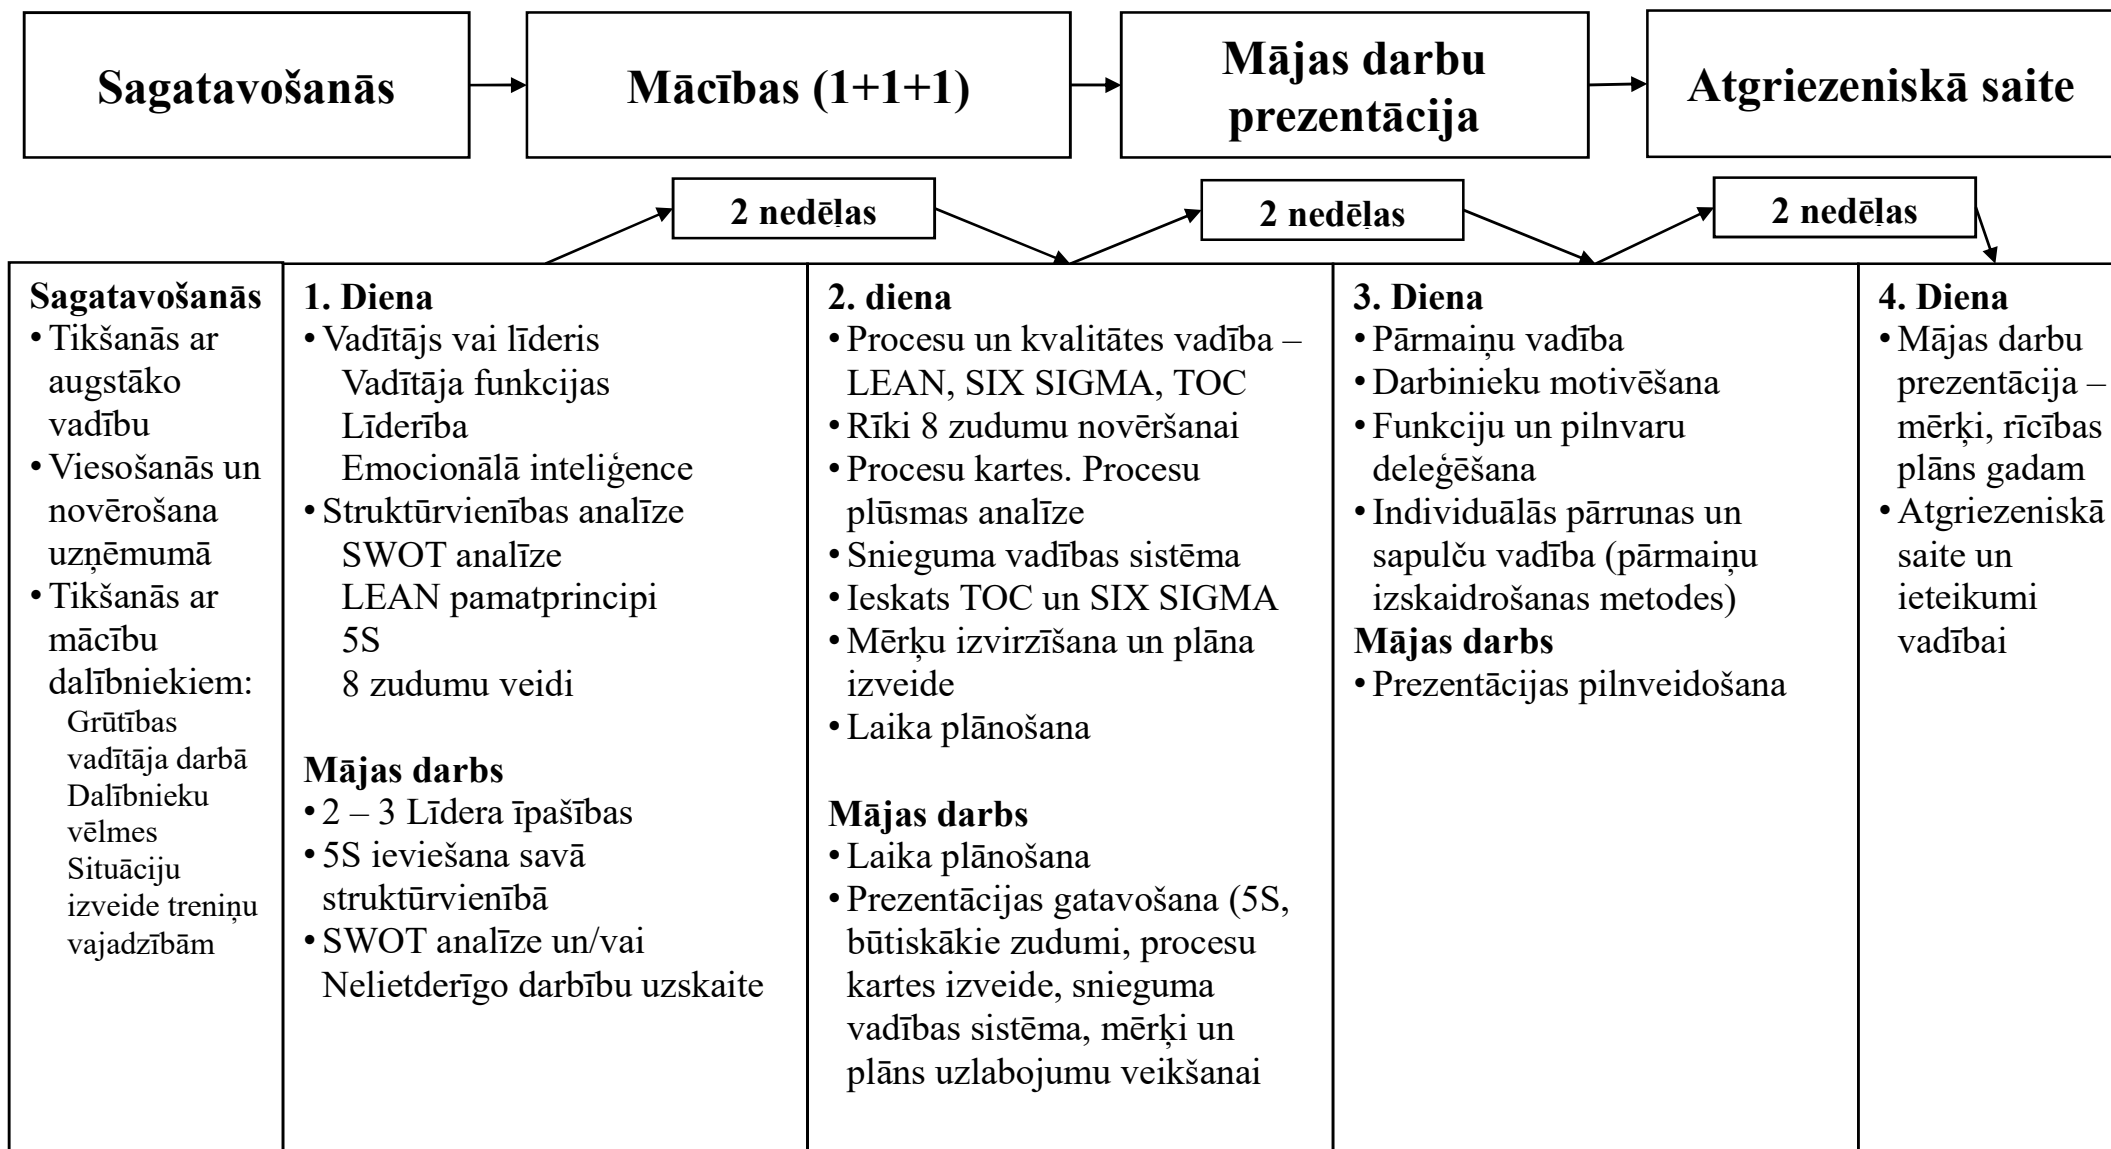 Sagatavošanās
Mācības (1+1+1)
Mājas darbu
prezentācija
Atgriezeniskā saite
2 nedēļas
2 nedēļas
2 nedēļas
Sagatavošanās
• Tikšanās ar
augstāko
vadību
• Viesošanās un
novērošana
uzņēmumā
• Tikšanās ar
mācību
dalībniekiem:
Grūtības
vadītāja darbā
Dalībnieku
vēlmes
Situāciju
izveide treniņu
vajadzībām
1. Diena
• Vadītājs vai līderis
Vadītāja funkcijas
Līderība
Emocionālā inteliģence
• Struktūrvienības analīze
SWOT analīze
LEAN pamatprincipi
5S
8 zudumu veidi
Mājas darbs
• 2 – 3 Līdera īpašības
• 5S ieviešana savā
struktūrvienībā
• SWOT analīze un/vai
Nelietderīgo darbību uzskaite
2. diena
• Procesu un kvalitātes vadība –
LEAN, SIX SIGMA, TOC
• Rīki 8 zudumu novēršanai
• Procesu kartes. Procesu
plūsmas analīze
• Snieguma vadības sistēma
• Ieskats TOC un SIX SIGMA
• Mērķu izvirzīšana un plāna
izveide
• Laika plānošana
Mājas darbs
• Laika plānošana
• Prezentācijas gatavošana (5S,
būtiskākie zudumi, procesu
kartes izveide, snieguma
vadības sistēma, mērķi un
plāns uzlabojumu veikšanai
3. Diena
• Pārmaiņu vadība
• Darbinieku motivēšana
• Funkciju un pilnvaru
deleģēšana
• Individuālās pārrunas un
sapulču vadība (pārmaiņu
izskaidrošanas metodes)
Mājas darbs
• Prezentācijas pilnveidošana
4. Diena
• Mājas darbu
prezentācija –
mērķi, rīcības
plāns gadam
• Atgriezeniskā
saite un
ieteikumi
vadībai